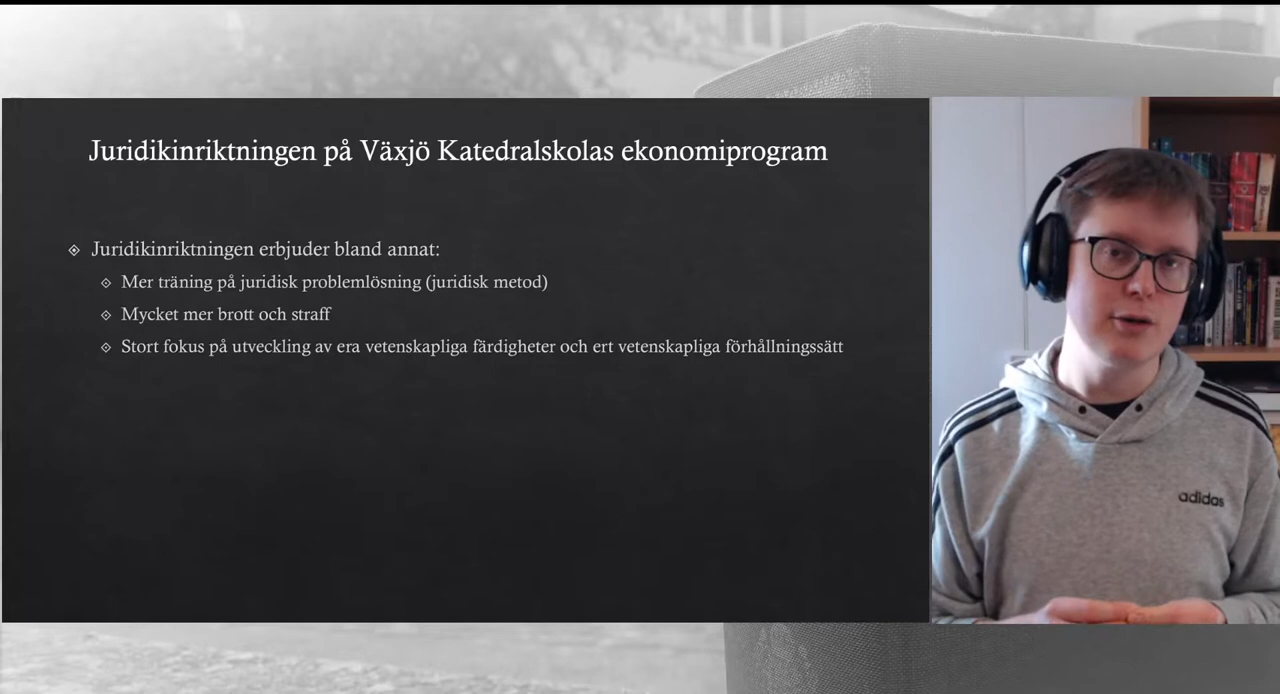 Juridikinriktningen på Växjö Katedralskolas ekonomiprogram
Juridikinriktningen erbjuder bland annat:
Mer träning på juridisk problemlösning (juridisk metod)
Mycket mer brott och straff
Stort fokus på utveckling av era vetenskapliga färdigheter och ert vetenskapliga förhållningssätt
adidas